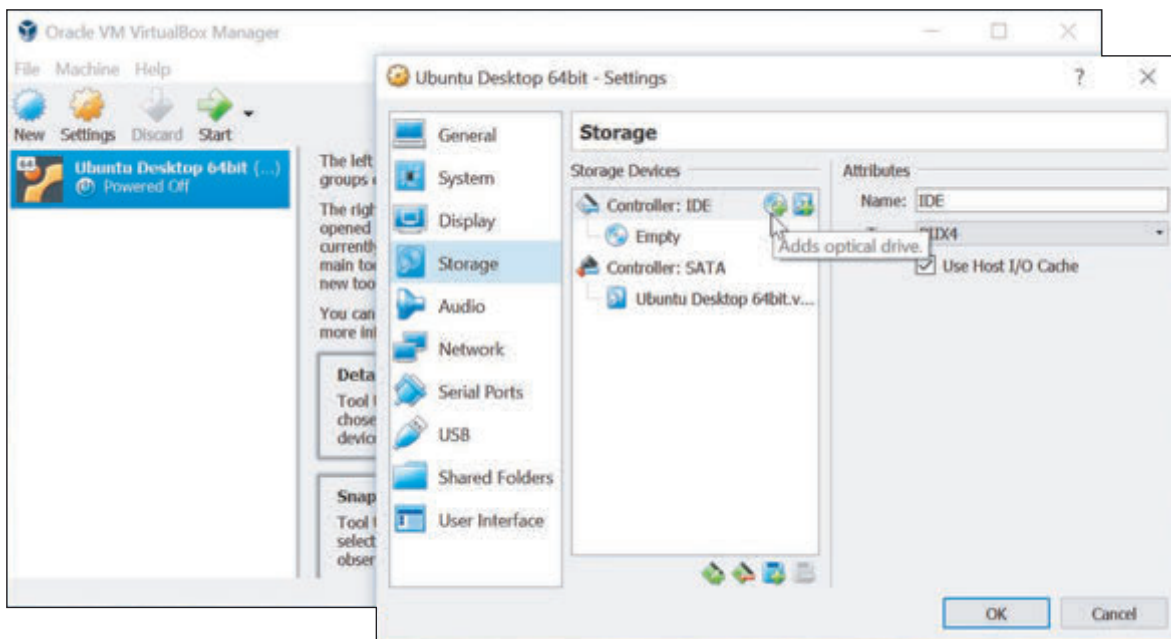 Oracle VM VirtualBox Manager
File Machine Help
New Settings Discard Start
64
Ubuntu Desktop 64bit (...)
Powered Off
The left
groups
The righ
opened
currently
main too
new too
You can
more inf
Deta
Tool
chose
devic
Snap
Tool
select
obser
Ubuntu Desktop 64bit - Settings
?
General
System
Display
Storage
Audio
Network
Serial Ports
USB
Shared Folders
User Interface
Storage
Storage Devices
Controller: IDE
Empty
Controller: SATA
Ubuntu Desktop 64bit.v...
Adds optical drive.
Attributes
Name: IDE
Use Host I/O Cache
OK Cancel